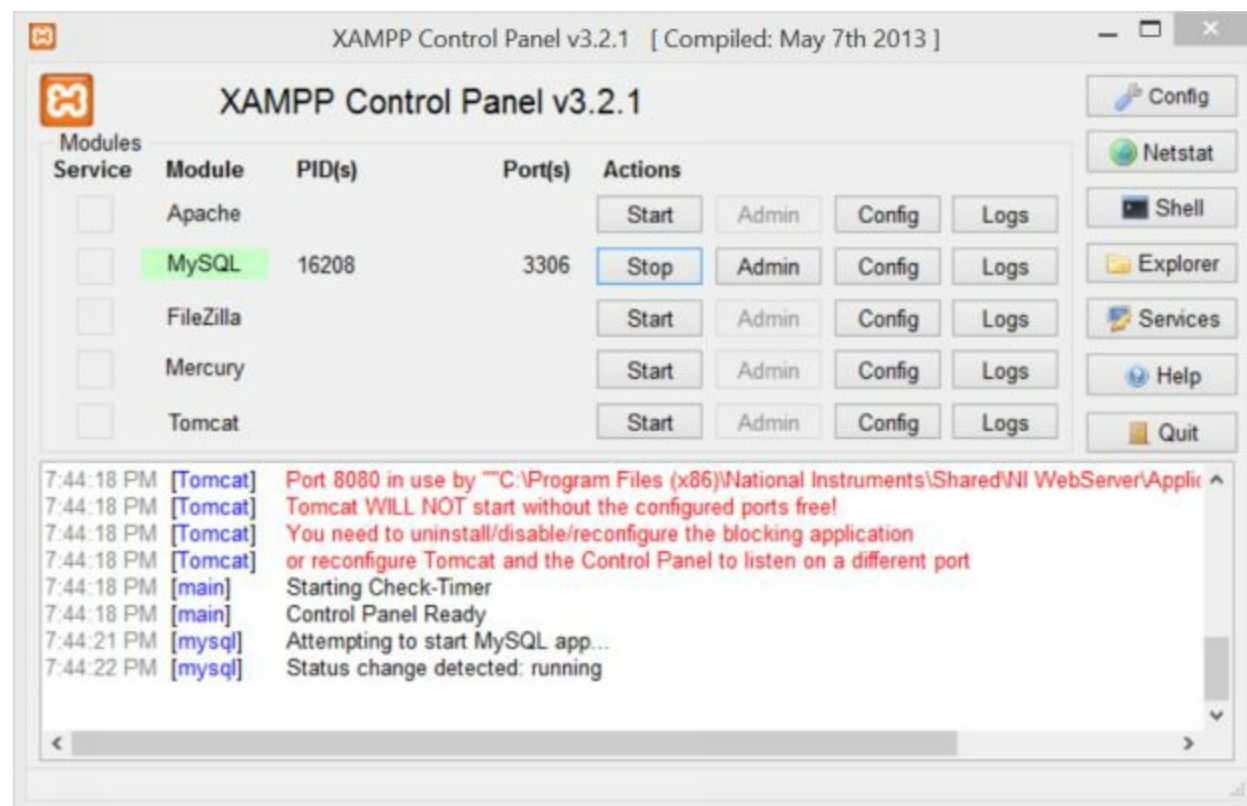 XAMPP Control Panel v3.2.1 [ Compiled: May 7th 2013 ]
XAMPP Control Panel v3.2.1
Config
Modules
Netstat
Service Module PID(s) Port(s) Actions
Apache Start Admin Config Logs
Shell
MySQL 16208 3306 Stop Admin Config Logs
Explorer
FileZilla Start Admin Config Logs
Services
Mercury Start Admin Config Logs
Help
Tomcat Start Admin Config Logs
Quit
7:44:18 PM [Tomcat] Port 8080 in use by ""C:\Program Files (x86)\National Instruments\Shared\NI WebServer\Applic
7:44:18 PM [Tomcat] Tomcat WILL NOT start without the configured ports free!
7:44:18 PM [Tomcat] You need to uninstall/disable/reconfigure the blocking application
7:44:18 PM [Tomcat] or reconfigure Tomcat and the Control Panel to listen on a different port
7:44:18 PM [main] Starting Check-Timer
7:44:18 PM [main] Control Panel Ready
7:44:21 PM [mysql] Attempting to start MySQL app...
7:44:22 PM [mysql] Status change detected: running